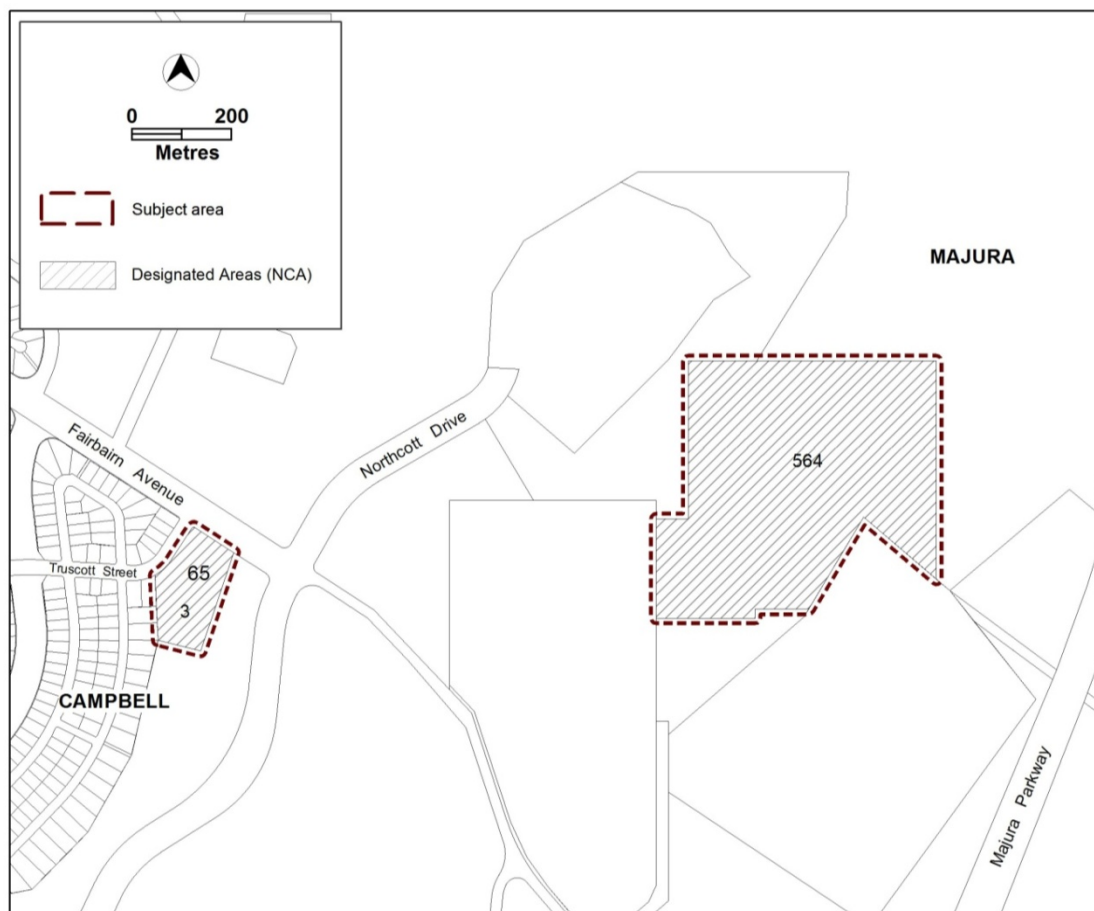 0 200
Metres
Subject area
Designated Areas (NCA)
MAJURA
Fairbairn Avenue
Northcott Drive
564
Truscott Street
65
3
CAMPBELL
Majura Parkway